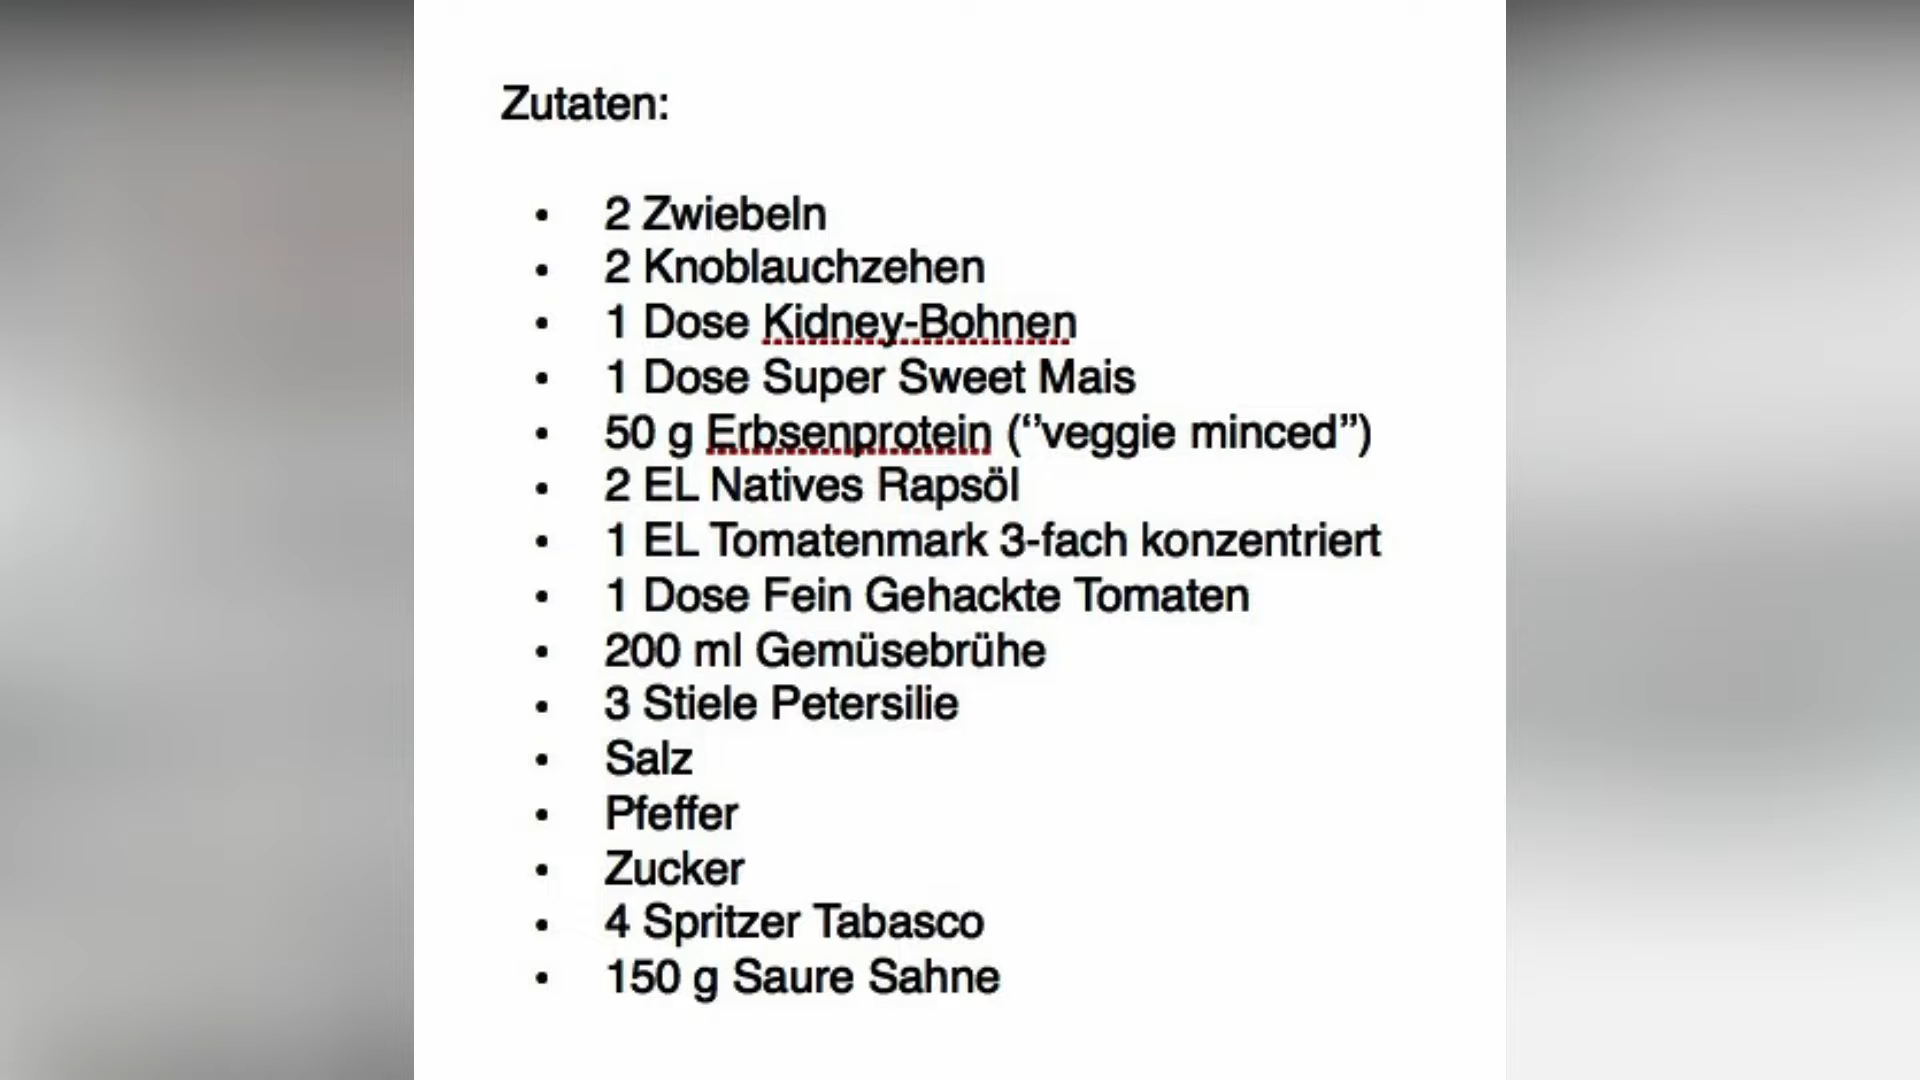 Zutaten:
• 2 Zwiebeln
• 2 Knoblauchzehen
• 1 Dose Kidney-Bohnen
• 1 Dose Super Sweet Mais
• 50 g Erbsenprotein (‘’veggie minced”)
• 2 EL Natives Rapsöl
• 1 EL Tomatenmark 3-fach konzentriert
• 1 Dose Fein Gehackte Tomaten
• 200 ml Gemüsebrühe
• 3 Stiele Petersilie
• Salz
• Pfeffer
• Zucker
• 4 Spritzer Tabasco
• 150 g Saure Sahne